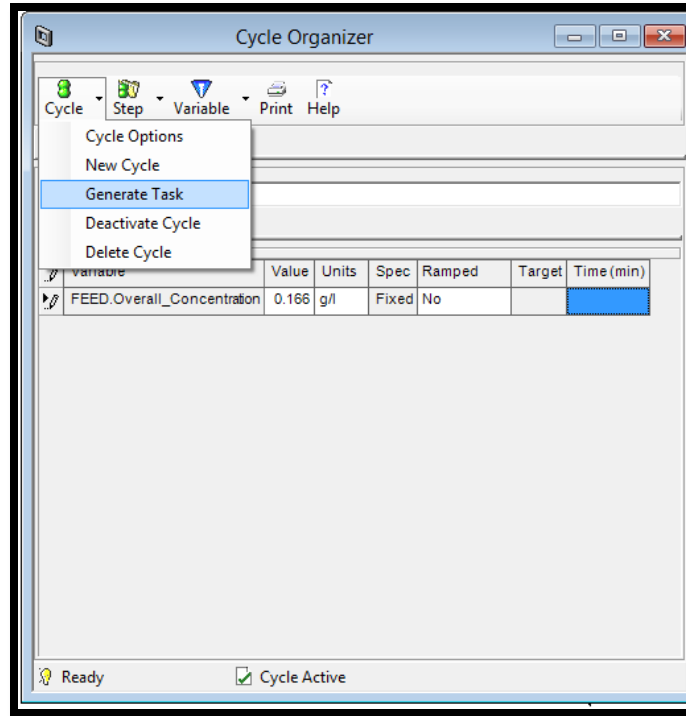 Cycle Organizer
Cycle Step Variable Print Help
Cycle Options
New Cycle
Generate Task
Deactivate Cycle
Delete Cycle
Variable Value Units Spec Ramped Target Time (min)
FEED.Overall_Concentration 0.166 g/l Fixed No
Ready Cycle Active